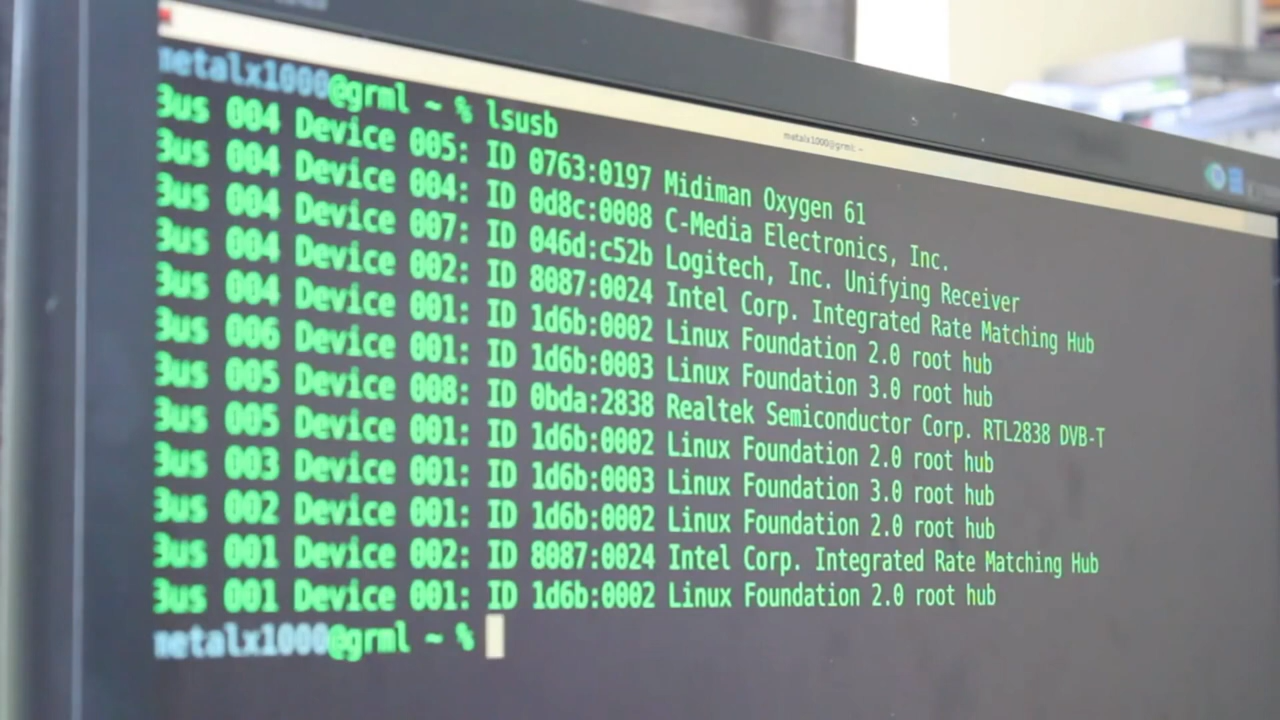 metalx1000@grml: ~
metalx1000@grml ~ % lsusb
Bus 004 Device 005: ID 0763:0197 Midiman Oxygen 61
Bus 004 Device 004: ID 0d8c:0008 C-Media Electronics, Inc.
Bus 004 Device 007: ID 046d:c52b Logitech, Inc. Unifying Receiver
Bus 004 Device 002: ID 8087:0024 Intel Corp. Integrated Rate Matching Hub
Bus 004 Device 001: ID 1d6b:0002 Linux Foundation 2.0 root hub
Bus 006 Device 001: ID 1d6b:0003 Linux Foundation 3.0 root hub
Bus 005 Device 008: ID 0bda:2838 Realtek Semiconductor Corp. RTL2838 DVB-T
Bus 005 Device 001: ID 1d6b:0002 Linux Foundation 2.0 root hub
Bus 003 Device 001: ID 1d6b:0003 Linux Foundation 3.0 root hub
Bus 002 Device 001: ID 1d6b:0002 Linux Foundation 2.0 root hub
Bus 001 Device 002: ID 8087:0024 Intel Corp. Integrated Rate Matching Hub
Bus 001 Device 001: ID 1d6b:0002 Linux Foundation 2.0 root hub
metalx1000@grml ~ %